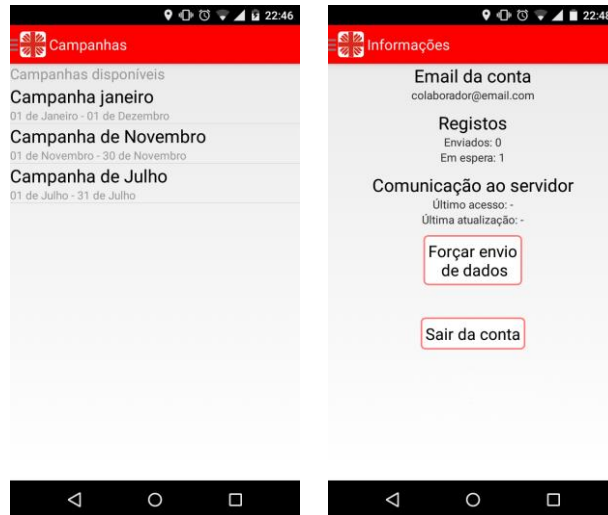 22:46
Campanhas
Campanhas disponíveis
Campanha janeiro
01 de Janeiro - 01 de Dezembro
Campanha de Novembro
01 de Novembro - 30 de Novembro
Campanha de Julho
01 de Julho - 31 de Julho
22:48
Informações
Email da conta
colaborador@email.com
Registos
Enviados: 0
Em espera: 1
Comunicação ao servidor
Último acesso: -
Última atualização: -
Forçar envio
de dados
Sair da conta